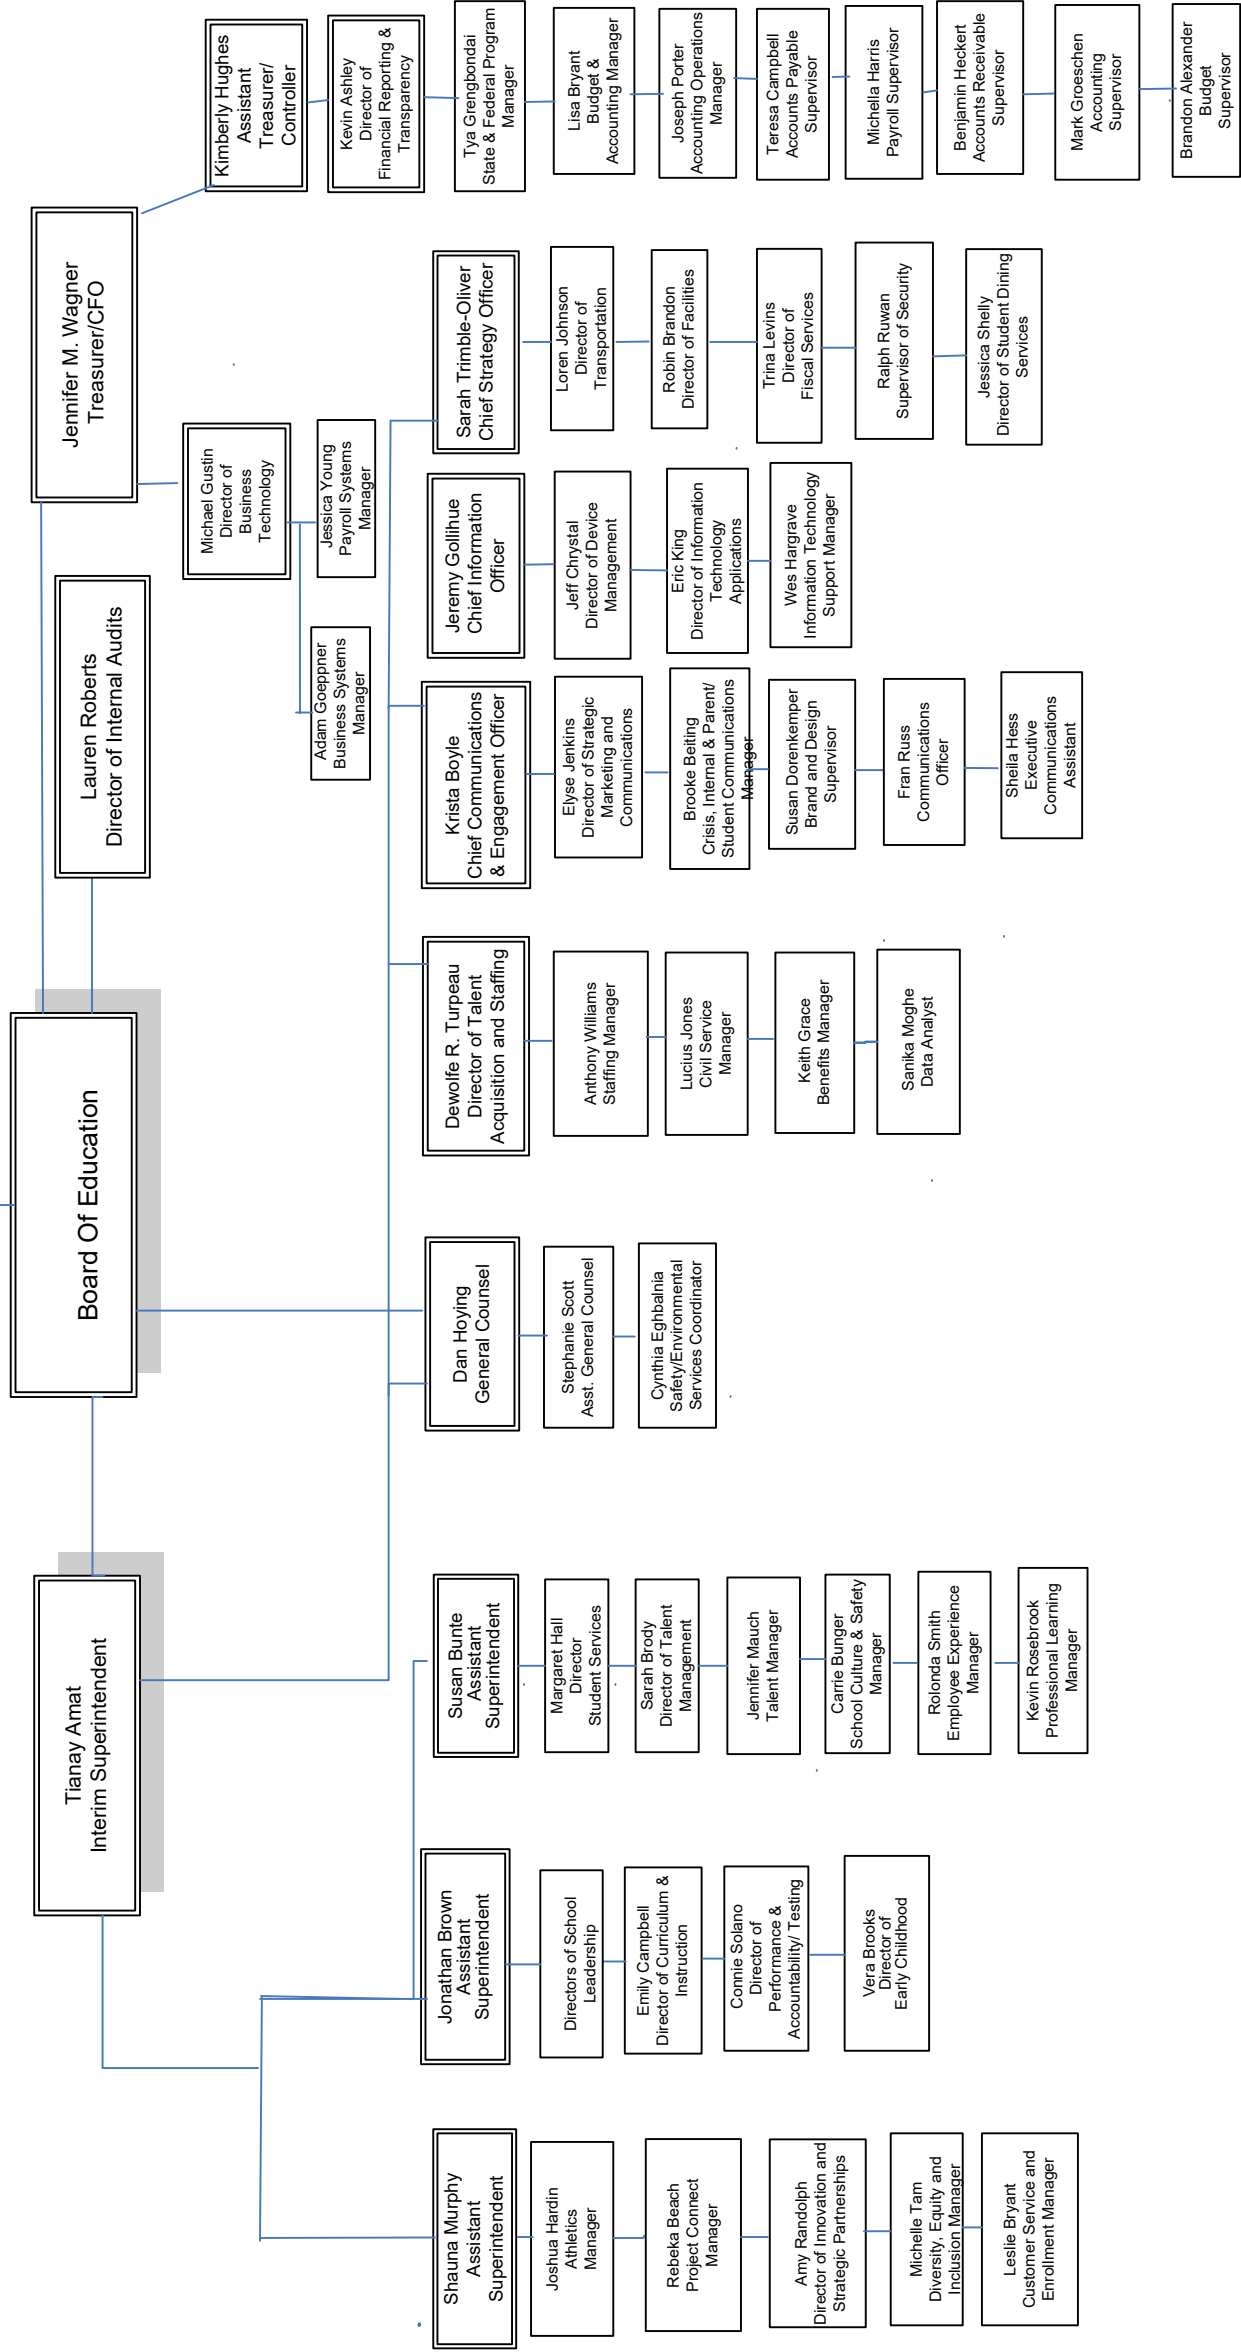 Board Of Education
Tianay Amat
Interim Superintendent
Lauren Roberts
Director of Internal Audits
Jennifer M. Wagner
Treasurer/CFO
Michael Gustin
Director of
Business
Technology
Adam Goeppner
Business Systems
Manager
Jessica Young
Payroll Systems
Manager
Shauna Murphy
Assistant
Superintendent
Joshua Hardin
Athletics
Manager
Rebeka Beach
Project Connect
Manager
Amy Randolph
Director of Innovation and
Strategic Partnerships
Michelle Tam
Diversity, Equity and
Inclusion Manager
Leslie Bryant
Customer Service and
Enrollment Manager
Jonathan Brown
Assistant
Superintendent
Directors of School
Leadership
Emily Campbell
Director of Curriculum &
Instruction
Connie Solano
Director of
Performance &
Accountability/ Testing
Vera Brooks
Director of
Early Childhood
Susan Bunte
Assistant
Superintendent
Margaret Hall
Director
Student Services
Sarah Brody
Director of Talent
Management
Jennifer Mauch
Talent Manager
Carrie Bunger
School Culture & Safety
Manager
Rolonda Smith
Employee Experience
Manager
Kevin Rosebrook
Professional Learning
Manager
Dan Hoying
General Counsel
Stephanie Scott
Asst. General Counsel
Cynthia Eghbalnia
Safety/Environmental
Services Coordinator
Dewolfe R. Turpeau
Director of Talent
Acquisition and Staffing
Anthony Williams
Staffing Manager
Lucius Jones
Civil Service
Manager
Keith Grace
Benefits Manager
Sanika Moghe
Data Analyst
Krista Boyle
Chief Communications
& Engagement Officer
Elyse Jenkins
Director of Strategic
Marketing and
Communications
Brooke Beiting
Crisis, Internal & Parent/
Student Communications
Manager
Susan Dorenkemper
Brand and Design
Supervisor
Fran Russ
Communications
Officer
Sheila Hess
Executive
Communications
Assistant
Jeremy Gollihue
Chief Information
Officer
Jeff Chrystal
Director of Device
Management
Eric King
Director of Information
Technology
Applications
Wes Hargrave
Information Technology
Support Manager
Sarah Trimble-Oliver
Chief Strategy Officer
Loren Johnson
Director of
Transportation
Robin Brandon
Director of Facilities
Trina Levins
Director of
Fiscal Services
Ralph Ruwan
Supervisor of Security
Jessica Shelly
Director of Student Dining
Services
Kimberly Hughes
Assistant
Treasurer/
Controller
Kevin Ashley
Director of
Financial Reporting &
Transparency
Tya Grengbondai
State & Federal Program
Manager
Lisa Bryant
Budget &
Accounting Manager
Joseph Porter
Accounting Operations
Manager
Teresa Campbell
Accounts Payable
Supervisor
Michella Harris
Payroll Supervisor
Benjamin Heckert
Accounts Receivable
Supervisor
Mark Groeschen
Accounting
Supervisor
Brandon Alexander
Budget
Supervisor